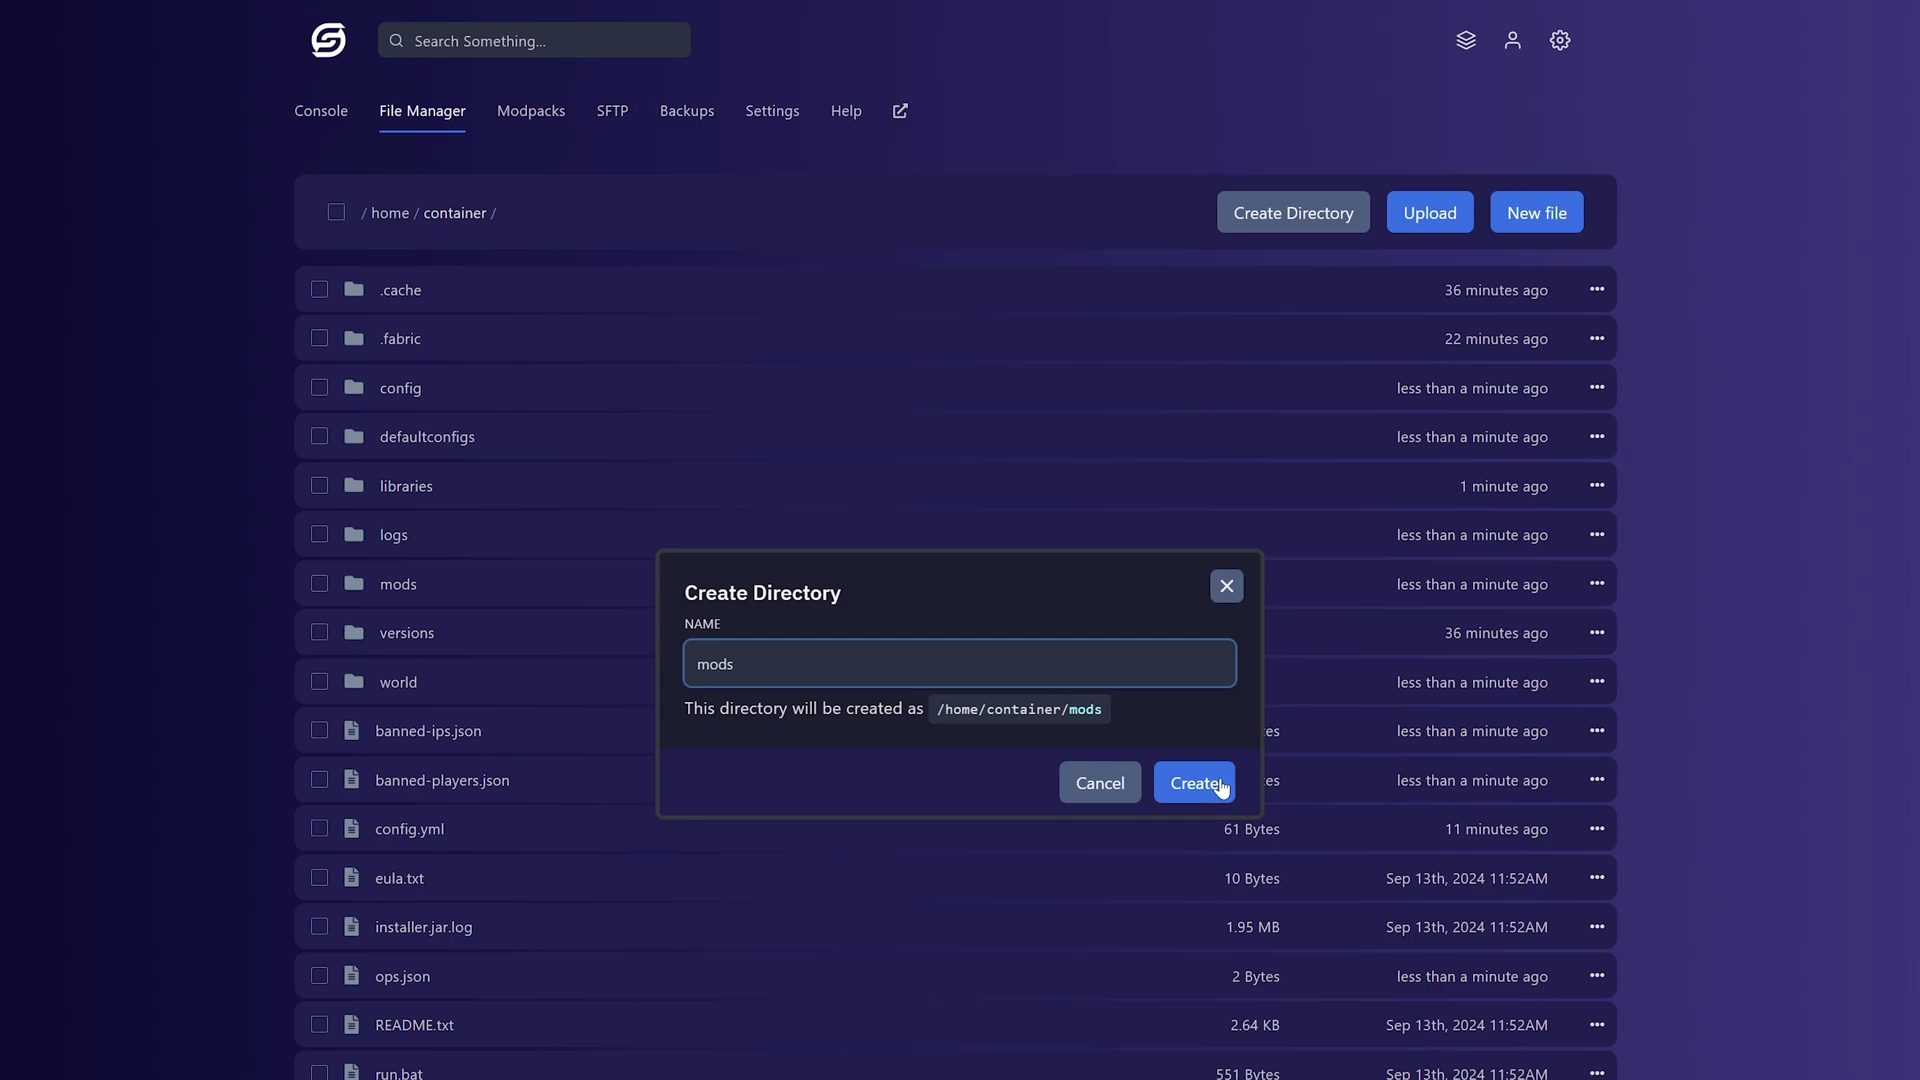 Search Something...
Console File Manager Modpacks SFTP Backups Settings Help
/ home / container / Create Directory Upload New file
.cache 36 minutes ago
.fabric 22 minutes ago
config less than a minute ago
defaultconfigs less than a minute ago
libraries 1 minute ago
logs less than a minute ago
mods less than a minute ago
versions 36 minutes ago
world less than a minute ago
banned-ips.json less than a minute ago
banned-players.json less than a minute ago
config.yml 61 Bytes 11 minutes ago
eula.txt 10 Bytes Sep 13th, 2024 11:52AM
installer.jar.log 1.95 MB Sep 13th, 2024 11:52AM
ops.json 2 Bytes less than a minute ago
README.txt 2.64 KB Sep 13th, 2024 11:52AM
run.bat 551 Bytes Sep 13th, 2024 11:52AM
Create Directory
NAME
mods
This directory will be created as /home/container/mods
Cancel Create